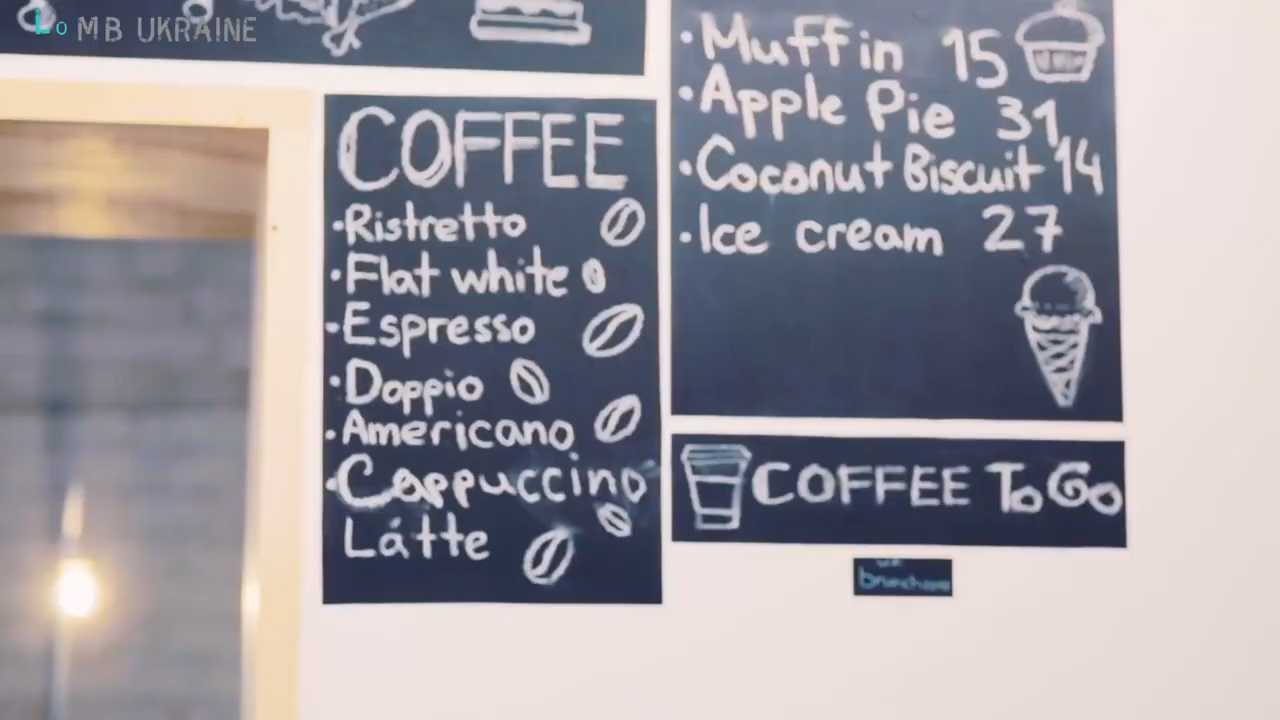 Lo MB UKRAINE
COFFEE
·Ristretto
·Flat white
·Espresso
·Doppio
·Americano
·Cappuccino
Látte
·Muffin 15
·Apple Pie 31
·Coconut Biscuit 14
·Ice cream 27
COFFEE To Go